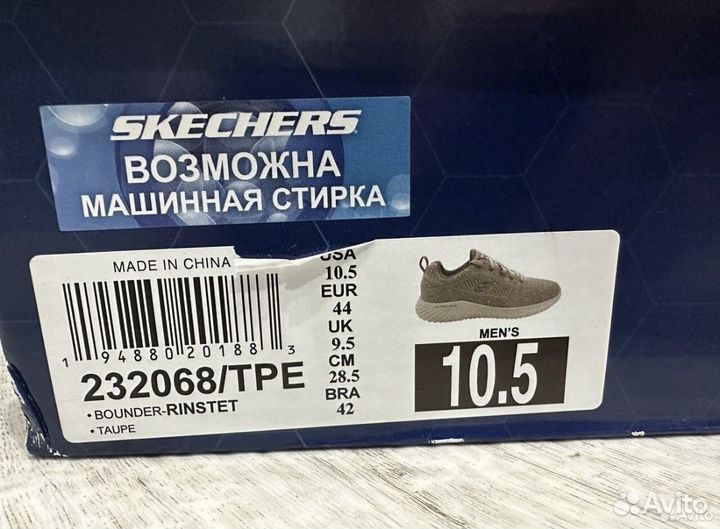 SKECHERS
ВОЗМОЖНА
МАШИННАЯ СТИРКА
MADE IN CHINA
1 94880 20188 3
232068/TPE
•BOUNDER-RINSTET
•TAUPE
USA
10.5
EUR
44
UK
9.5
CM
28.5
BRA
42
MEN'S
10.5
Avito
Avito